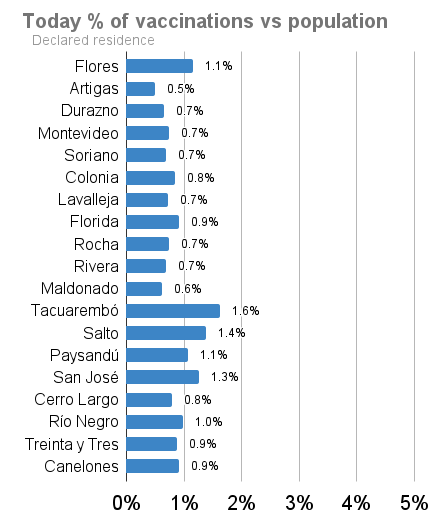 Today % of vaccinations vs population
Declared residence
Flores 1.1%
Artigas 0.5%
Durazno 0.7%
Montevideo 0.7%
Soriano 0.7%
Colonia 0.8%
Lavalleja 0.7%
Florida 0.9%
Rocha 0.7%
Rivera 0.7%
Maldonado 0.6%
Tacuarembó 1.6%
Salto 1.4%
Paysandú 1.1%
San José 1.3%
Cerro Largo 0.8%
Río Negro 1.0%
Treinta y Tres 0.9%
Canelones 0.9%
0% 1% 2% 3% 4% 5%